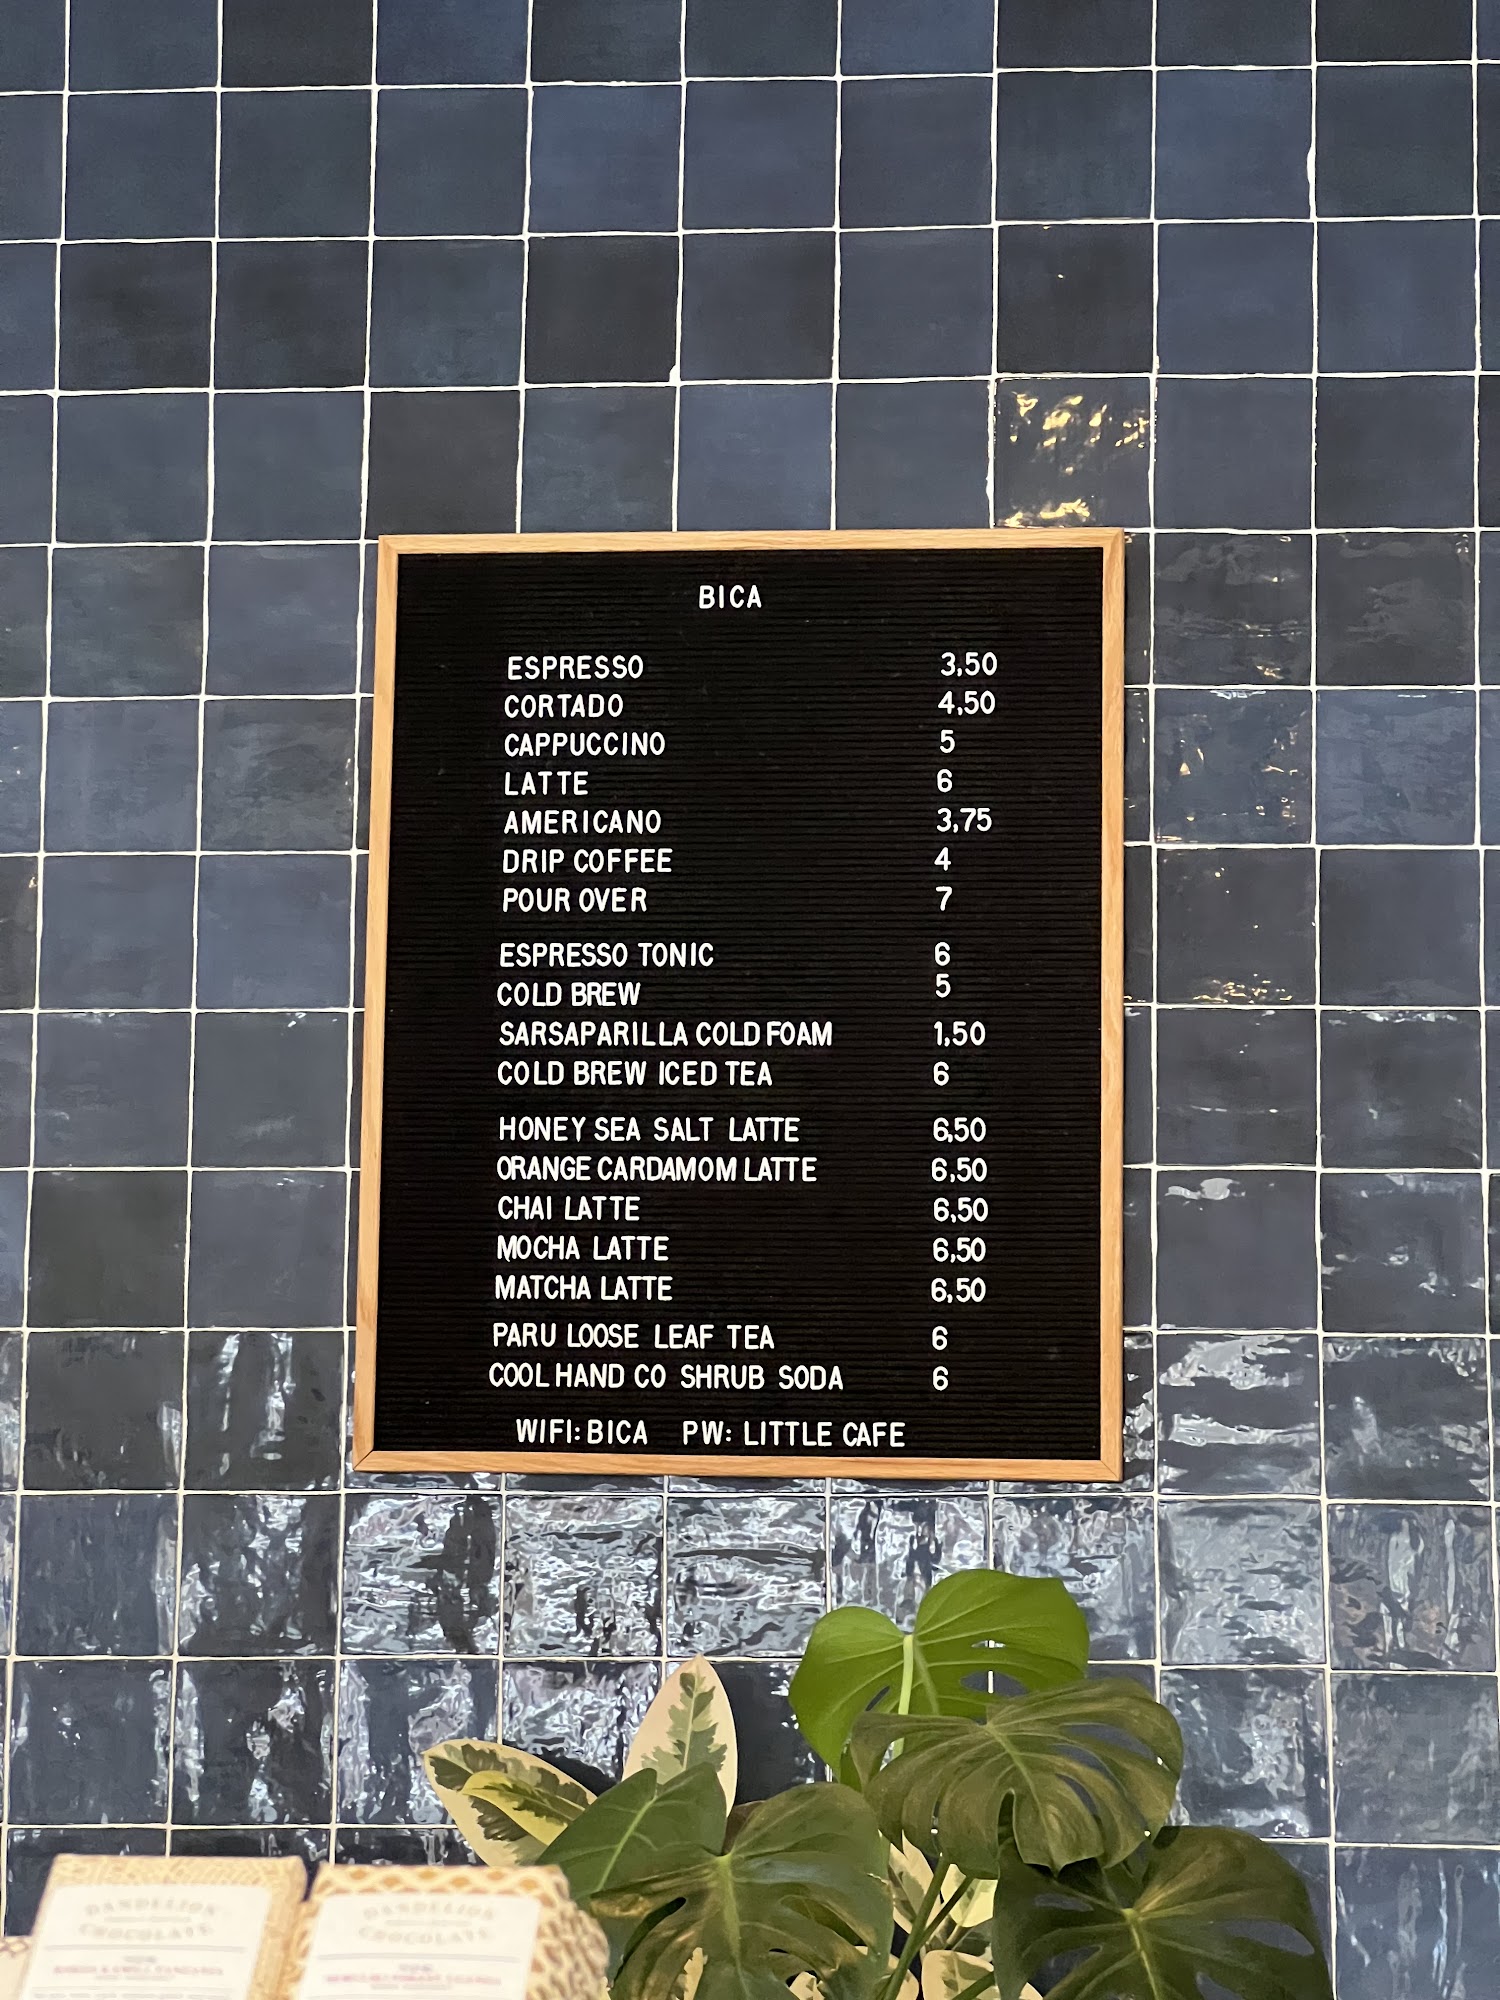 BICA
ESPRESSO 3,50
CORTADO 4,50
CAPPUCCINO 5
LATTE 6
AMERICANO 3,75
DRIP COFFEE 4
POUR OVER 7
ESPRESSO TONIC 6
COLD BREW 5
SARSAPARILLA COLD FOAM 1,50
COLD BREW ICED TEA 6
HONEY SEA SALT LATTE 6,50
ORANGE CARDAMOM LATTE 6,50
CHAI LATTE 6,50
MOCHA LATTE 6,50
MATCHA LATTE 6,50
PARU LOOSE LEAF TEA 6
COOL HAND CO SHRUB SODA 6
WIFI: BICA PW: LITTLE CAFE
DANDELION
CHOCOLATE
DANDELION
CHOCOLATE